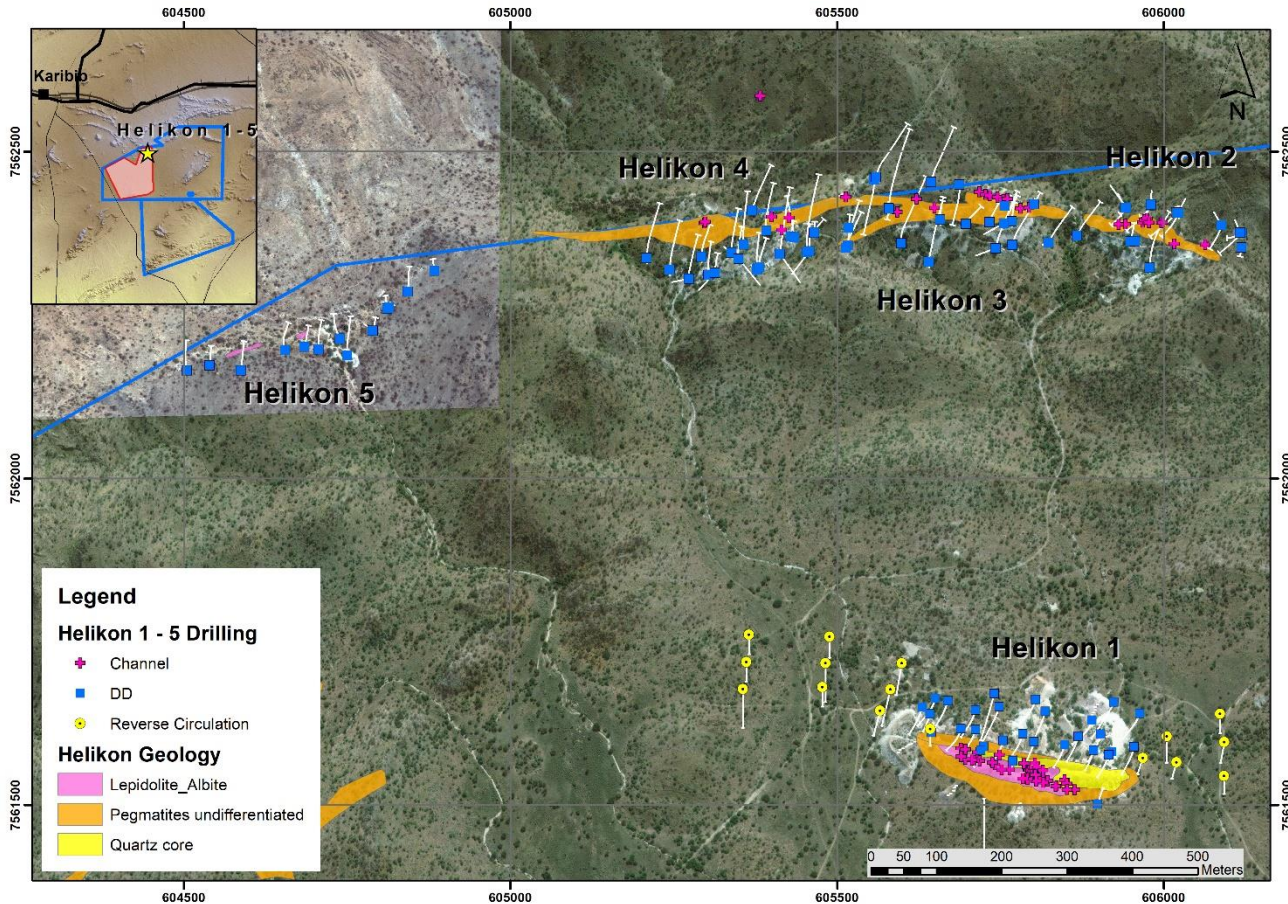 604500 605000 605500 606000
Karibib
Helikon 1-5
N
7562500 7562500
Helikon 4
Helikon 2
Helikon 3
Helikon 5
7562000 7562000
Legend
Helikon 1 - 5 Drilling
Channel
DD
Reverse Circulation
Helikon Geology
Lepidolite_Albite
Pegmatites undifferentiated
Quartz core
Helikon 1
7561500 7561500
0 50 100 200 300 400 500
Meters
604500 605000 605500 606000